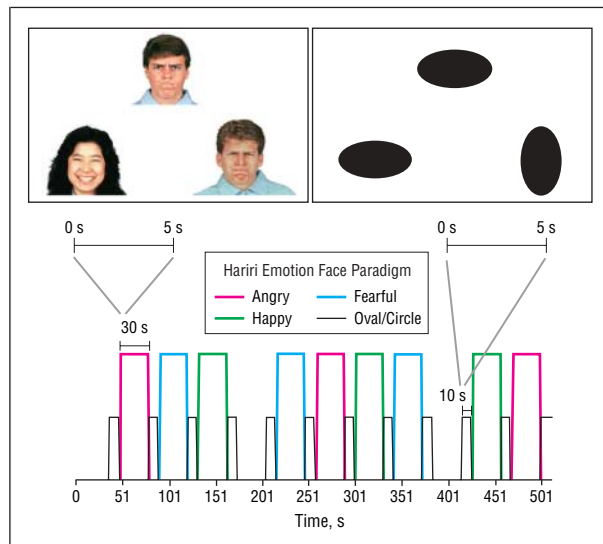 0 s 5 s
0 s 5 s
Hariri Emotion Face Paradigm
Angry Fearful
Happy Oval/Circle
30 s
10 s
0 51 101 151 201 251 301 351 401 451 501
Time, s